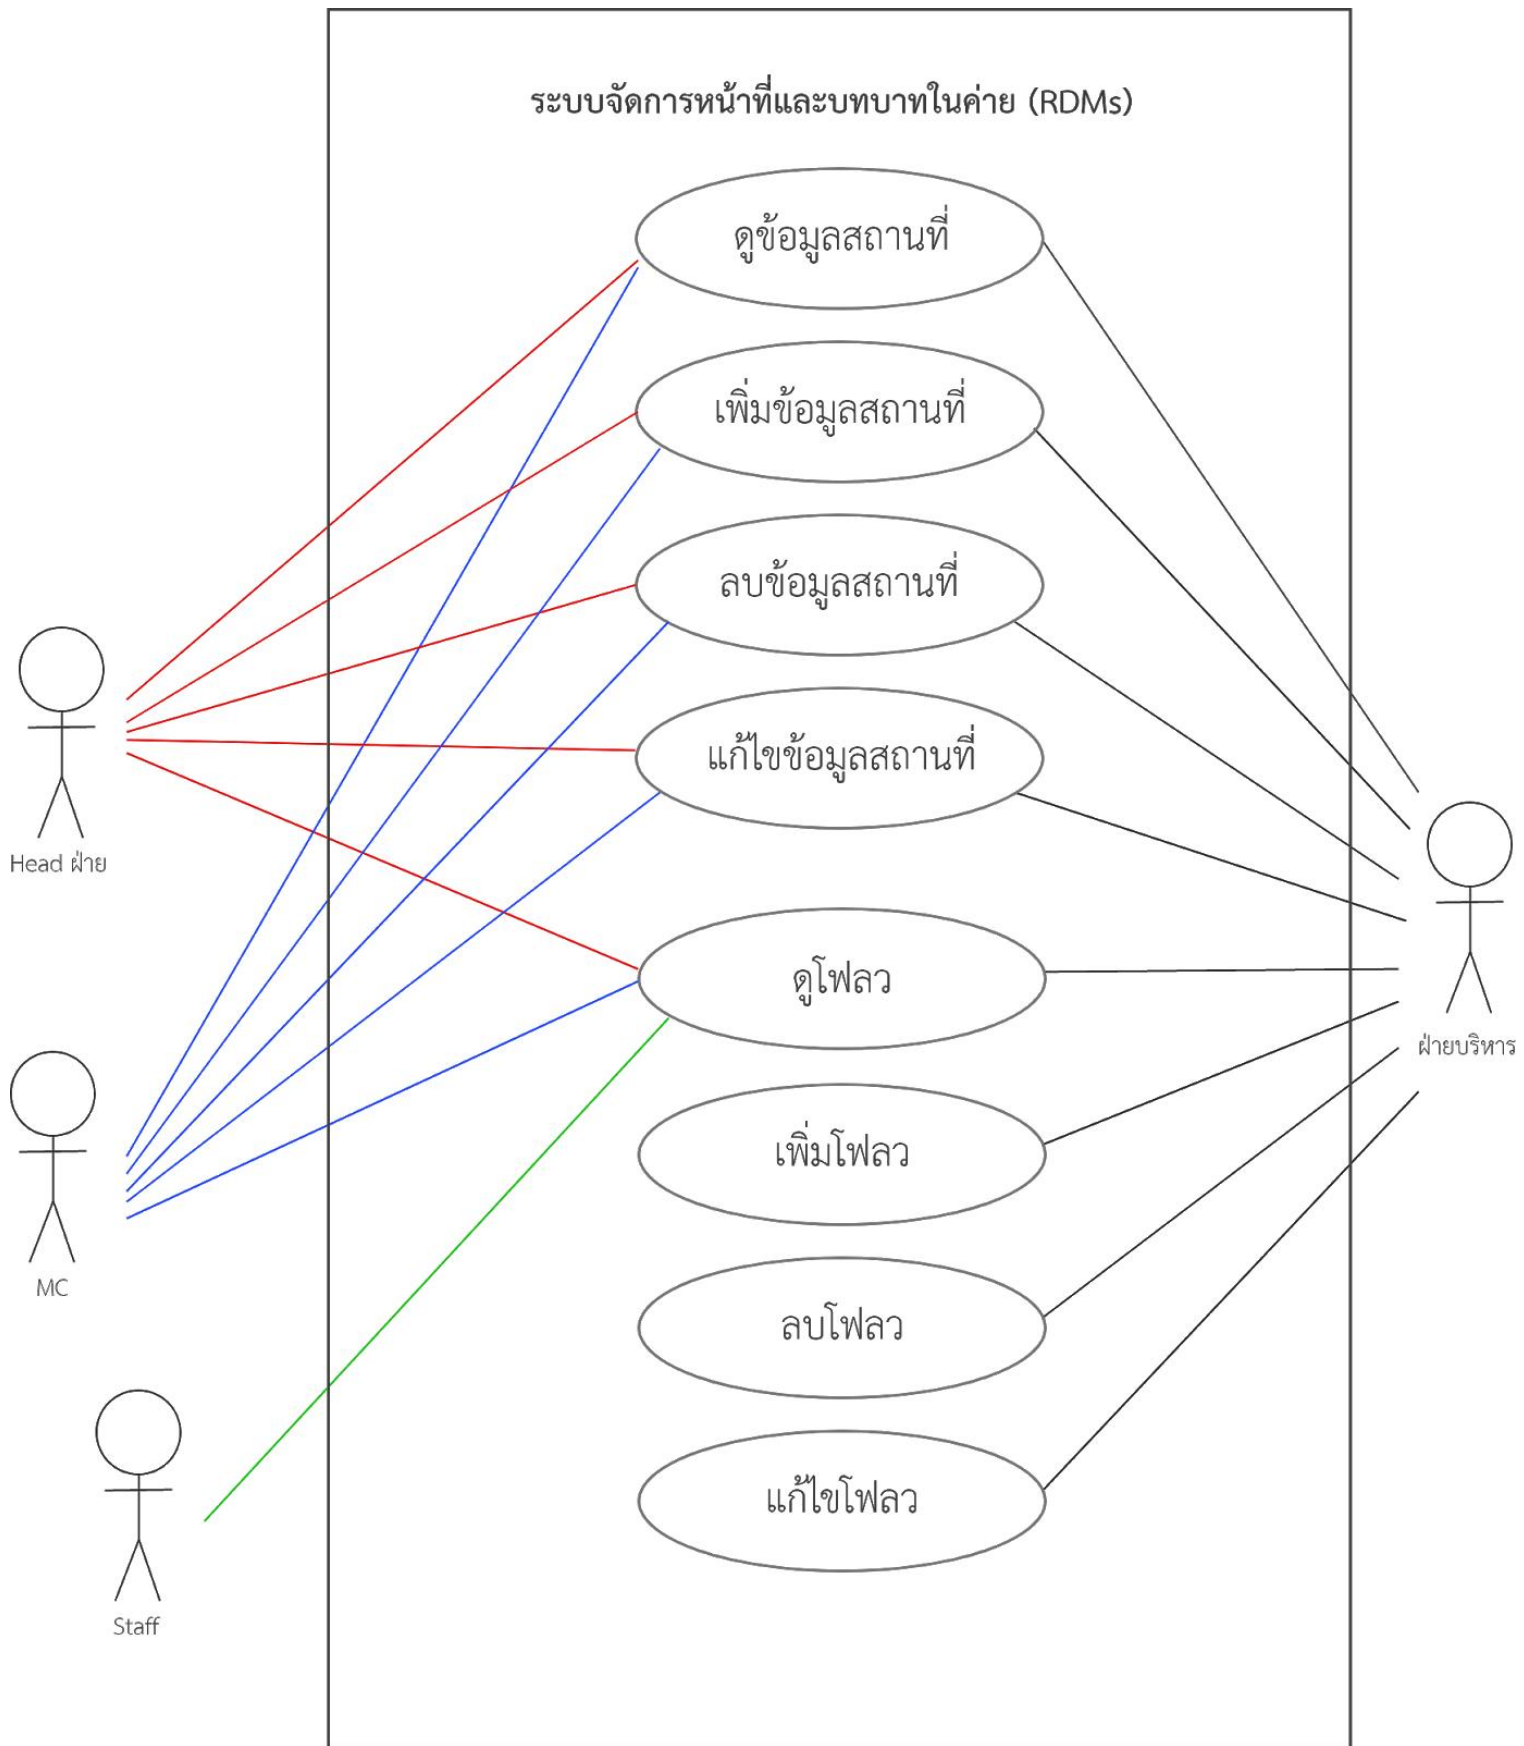 ระบบจัดการหน้าที่และบทบาทในค่าย (RDMs)
ดูข้อมูลสถานที่
เพิ่มข้อมูลสถานที่
ลบข้อมูลสถานที่
แก้ไขข้อมูลสถานที่
Head ฝ่าย
ดูโฟลว
ฝ่ายบริหาร
เพิ่มโฟลว
MC
ลบโฟลว
แก้ไขโฟลว
Staff